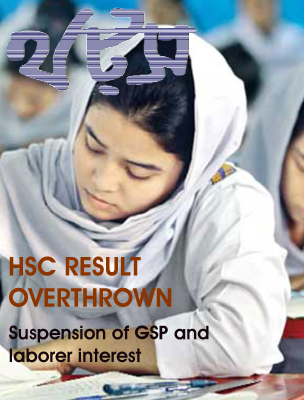 HSC RESULT
OVERTHROWN
Suspension of GSP and
laborer interest